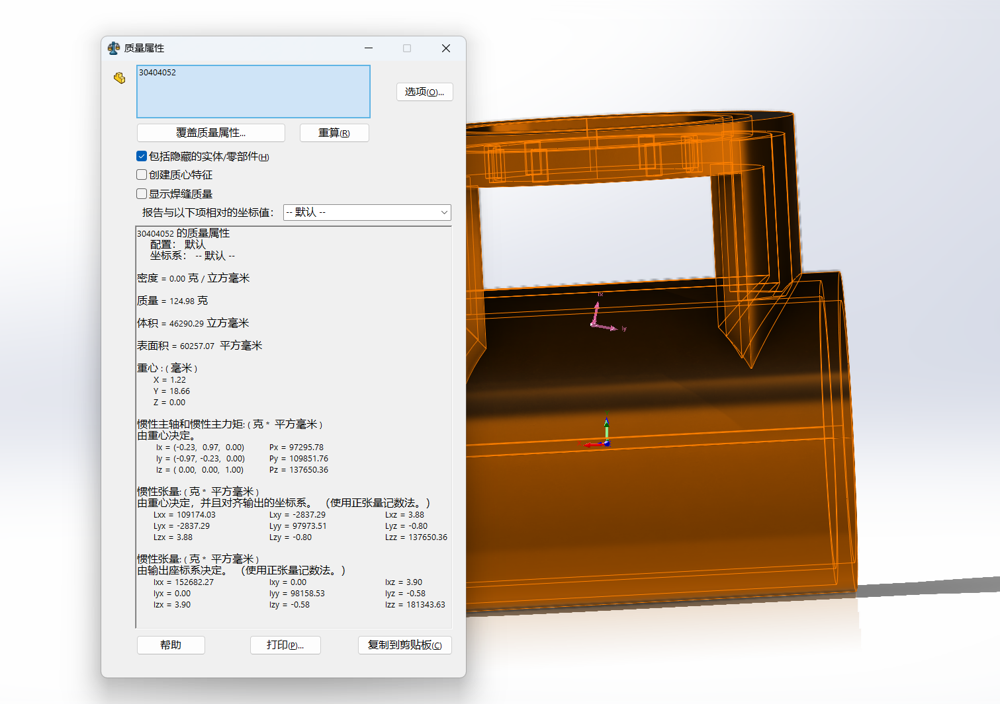 质量属性
30404052
选项(O)...
覆盖质量属性...
重算(R)
包括隐藏的实体/零部件(H)
创建质心特征
显示焊缝质量
报告与以下项相对的坐标值: -- 默认 --
30404052 的质量属性
配置: 默认
坐标系: -- 默认 --
密度 = 0.00 克 / 立方毫米
质量 = 124.98 克
体积 = 46290.29 立方毫米
表面积 = 60257.07 平方毫米
重心 : ( 毫米 )
X = 1.22
Y = 18.66
Z = 0.00
惯性主轴和惯性主力矩: ( 克 * 平方毫米 )
由重心决定。
Ix = (-0.23, 0.97, 0.00) Px = 97295.78
Iy = (-0.97, -0.23, 0.00) Py = 109851.76
Iz = ( 0.00, 0.00, 1.00) Pz = 137650.36
惯性张量: ( 克 * 平方毫米 )
由重心决定，并且对齐输出的坐标系。 （使用正张量记数法。）
Lxx = 109174.03 Lxy = -2837.29 Lxz = 3.88
Lyx = -2837.29 Lyy = 97973.51 Lyz = -0.80
Lzx = 3.88 Lzy = -0.80 Lzz = 137650.36
惯性张量: ( 克 * 平方毫米 )
由输出座标系决定。 （使用正张量记数法。）
Ixx = 152682.27 Ixy = 0.00 Ixz = 3.90
Iyx = 0.00 Iyy = 98158.53 Iyz = -0.58
Izx = 3.90 Izy = -0.58 Izz = 181343.63
帮助
打印(P)...
复制到剪贴板(C)
Ix
Iy